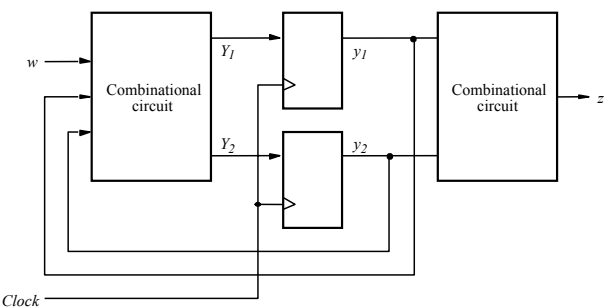 Y1
y1
w
Combinational
circuit
Combinational
circuit
z
Y2
y2
Clock